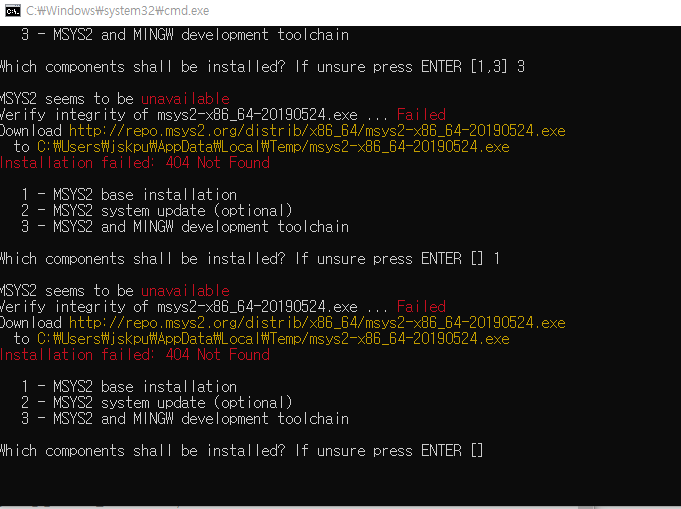 C:\Windows\system32\cmd.exe
3 - MSYS2 and MINGW development toolchain
Which components shall be installed? If unsure press ENTER [1,3] 3
MSYS2 seems to be unavailable
Verify integrity of msys2-x86_64-20190524.exe ... Failed
Download http://repo.msys2.org/distrib/x86_64/msys2-x86_64-20190524.exe
to C:₩Users₩jskpu₩AppData₩Local₩Temp/msys2-x86_64-20190524.exe
Installation failed: 404 Not Found
1 - MSYS2 base installation
2 - MSYS2 system update (optional)
3 - MSYS2 and MINGW development toolchain
Which components shall be installed? If unsure press ENTER [] 1
MSYS2 seems to be unavailable
Verify integrity of msys2-x86_64-20190524.exe ... Failed
Download http://repo.msys2.org/distrib/x86_64/msys2-x86_64-20190524.exe
to C:₩Users₩jskpu₩AppData₩Local₩Temp/msys2-x86_64-20190524.exe
Installation failed: 404 Not Found
1 - MSYS2 base installation
2 - MSYS2 system update (optional)
3 - MSYS2 and MINGW development toolchain
Which components shall be installed? If unsure press ENTER []